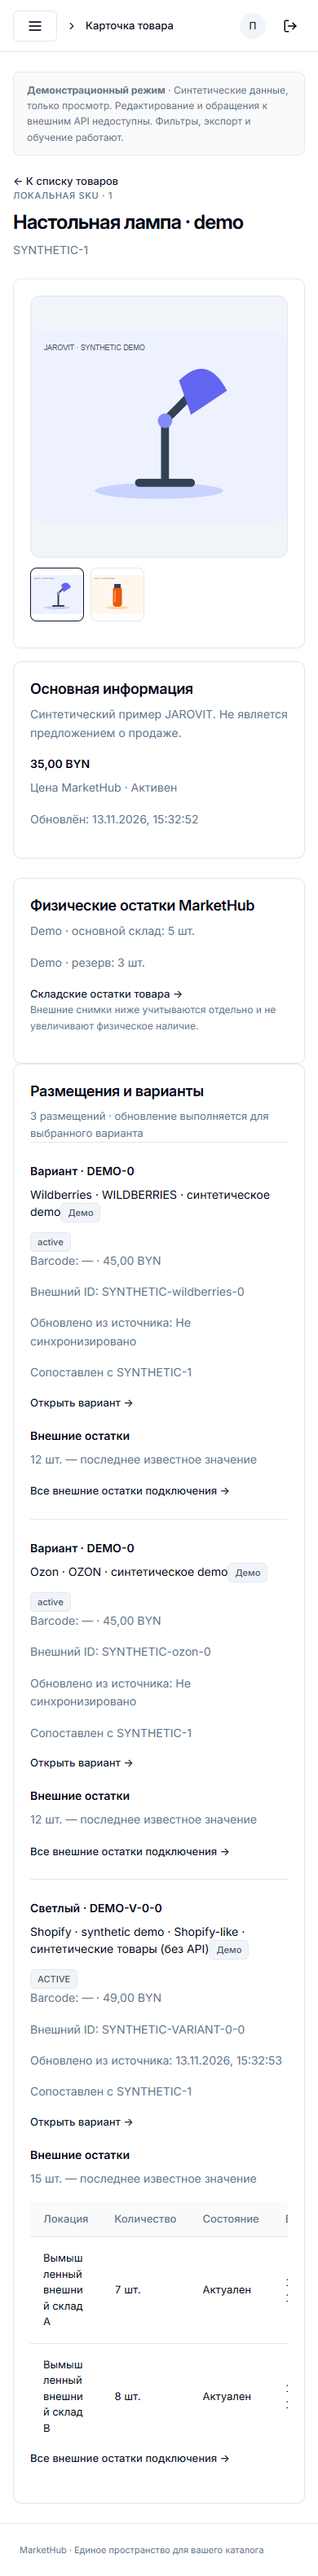 Карточка товара
П
Демонстрационный режим · Синтетические данные,
только просмотр. Редактирование и обращения к
внешним API недоступны. Фильтры, экспорт и
обучение работают.
← К списку товаров
ЛОКАЛЬНАЯ SKU · 1
Настольная лампа · demo
SYNTHETIC-1
JAROVIT · SYNTHETIC DEMO
Основная информация
Синтетический пример JAROVIT. Не является
предложением о продаже.
35,00 BYN
Цена MarketHub · Активен
Обновлён: 13.11.2026, 15:32:52
Физические остатки MarketHub
Demo · основной склад: 5 шт.
Demo · резерв: 3 шт.
Складские остатки товара →
Внешние снимки ниже учитываются отдельно и не
увеличивают физическое наличие.
Размещения и варианты
3 размещений · обновление выполняется для
выбранного варианта
Вариант · DEMO-0
Wildberries · WILDBERRIES · синтетическое
demo Демо
active
Barcode: — · 45,00 BYN
Внешний ID: SYNTHETIC-wildberries-0
Обновлено из источника: Не
синхронизировано
Сопоставлен с SYNTHETIC-1
Открыть вариант →
Внешние остатки
12 шт. — последнее известное значение
Все внешние остатки подключения →
Вариант · DEMO-0
Ozon · OZON · синтетическое demo Демо
active
Barcode: — · 45,00 BYN
Внешний ID: SYNTHETIC-ozon-0
Обновлено из источника: Не
синхронизировано
Сопоставлен с SYNTHETIC-1
Открыть вариант →
Внешние остатки
12 шт. — последнее известное значение
Все внешние остатки подключения →
Светлый · DEMO-V-0-0
Shopify · synthetic demo · Shopify-like ·
синтетические товары (без API) Демо
ACTIVE
Barcode: — · 49,00 BYN
Внешний ID: SYNTHETIC-VARIANT-0-0
Обновлено из источника: 13.11.2026, 15:32:53
Сопоставлен с SYNTHETIC-1
Открыть вариант →
Внешние остатки
15 шт. — последнее известное значение
Локация Количество Состояние
Вымыш
ленный
внешни
й склад
A
7 шт. Актуален
Вымыш
ленный
внешни
й склад
B
8 шт. Актуален
Все внешние остатки подключения →
MarketHub · Единое пространство для вашего каталога